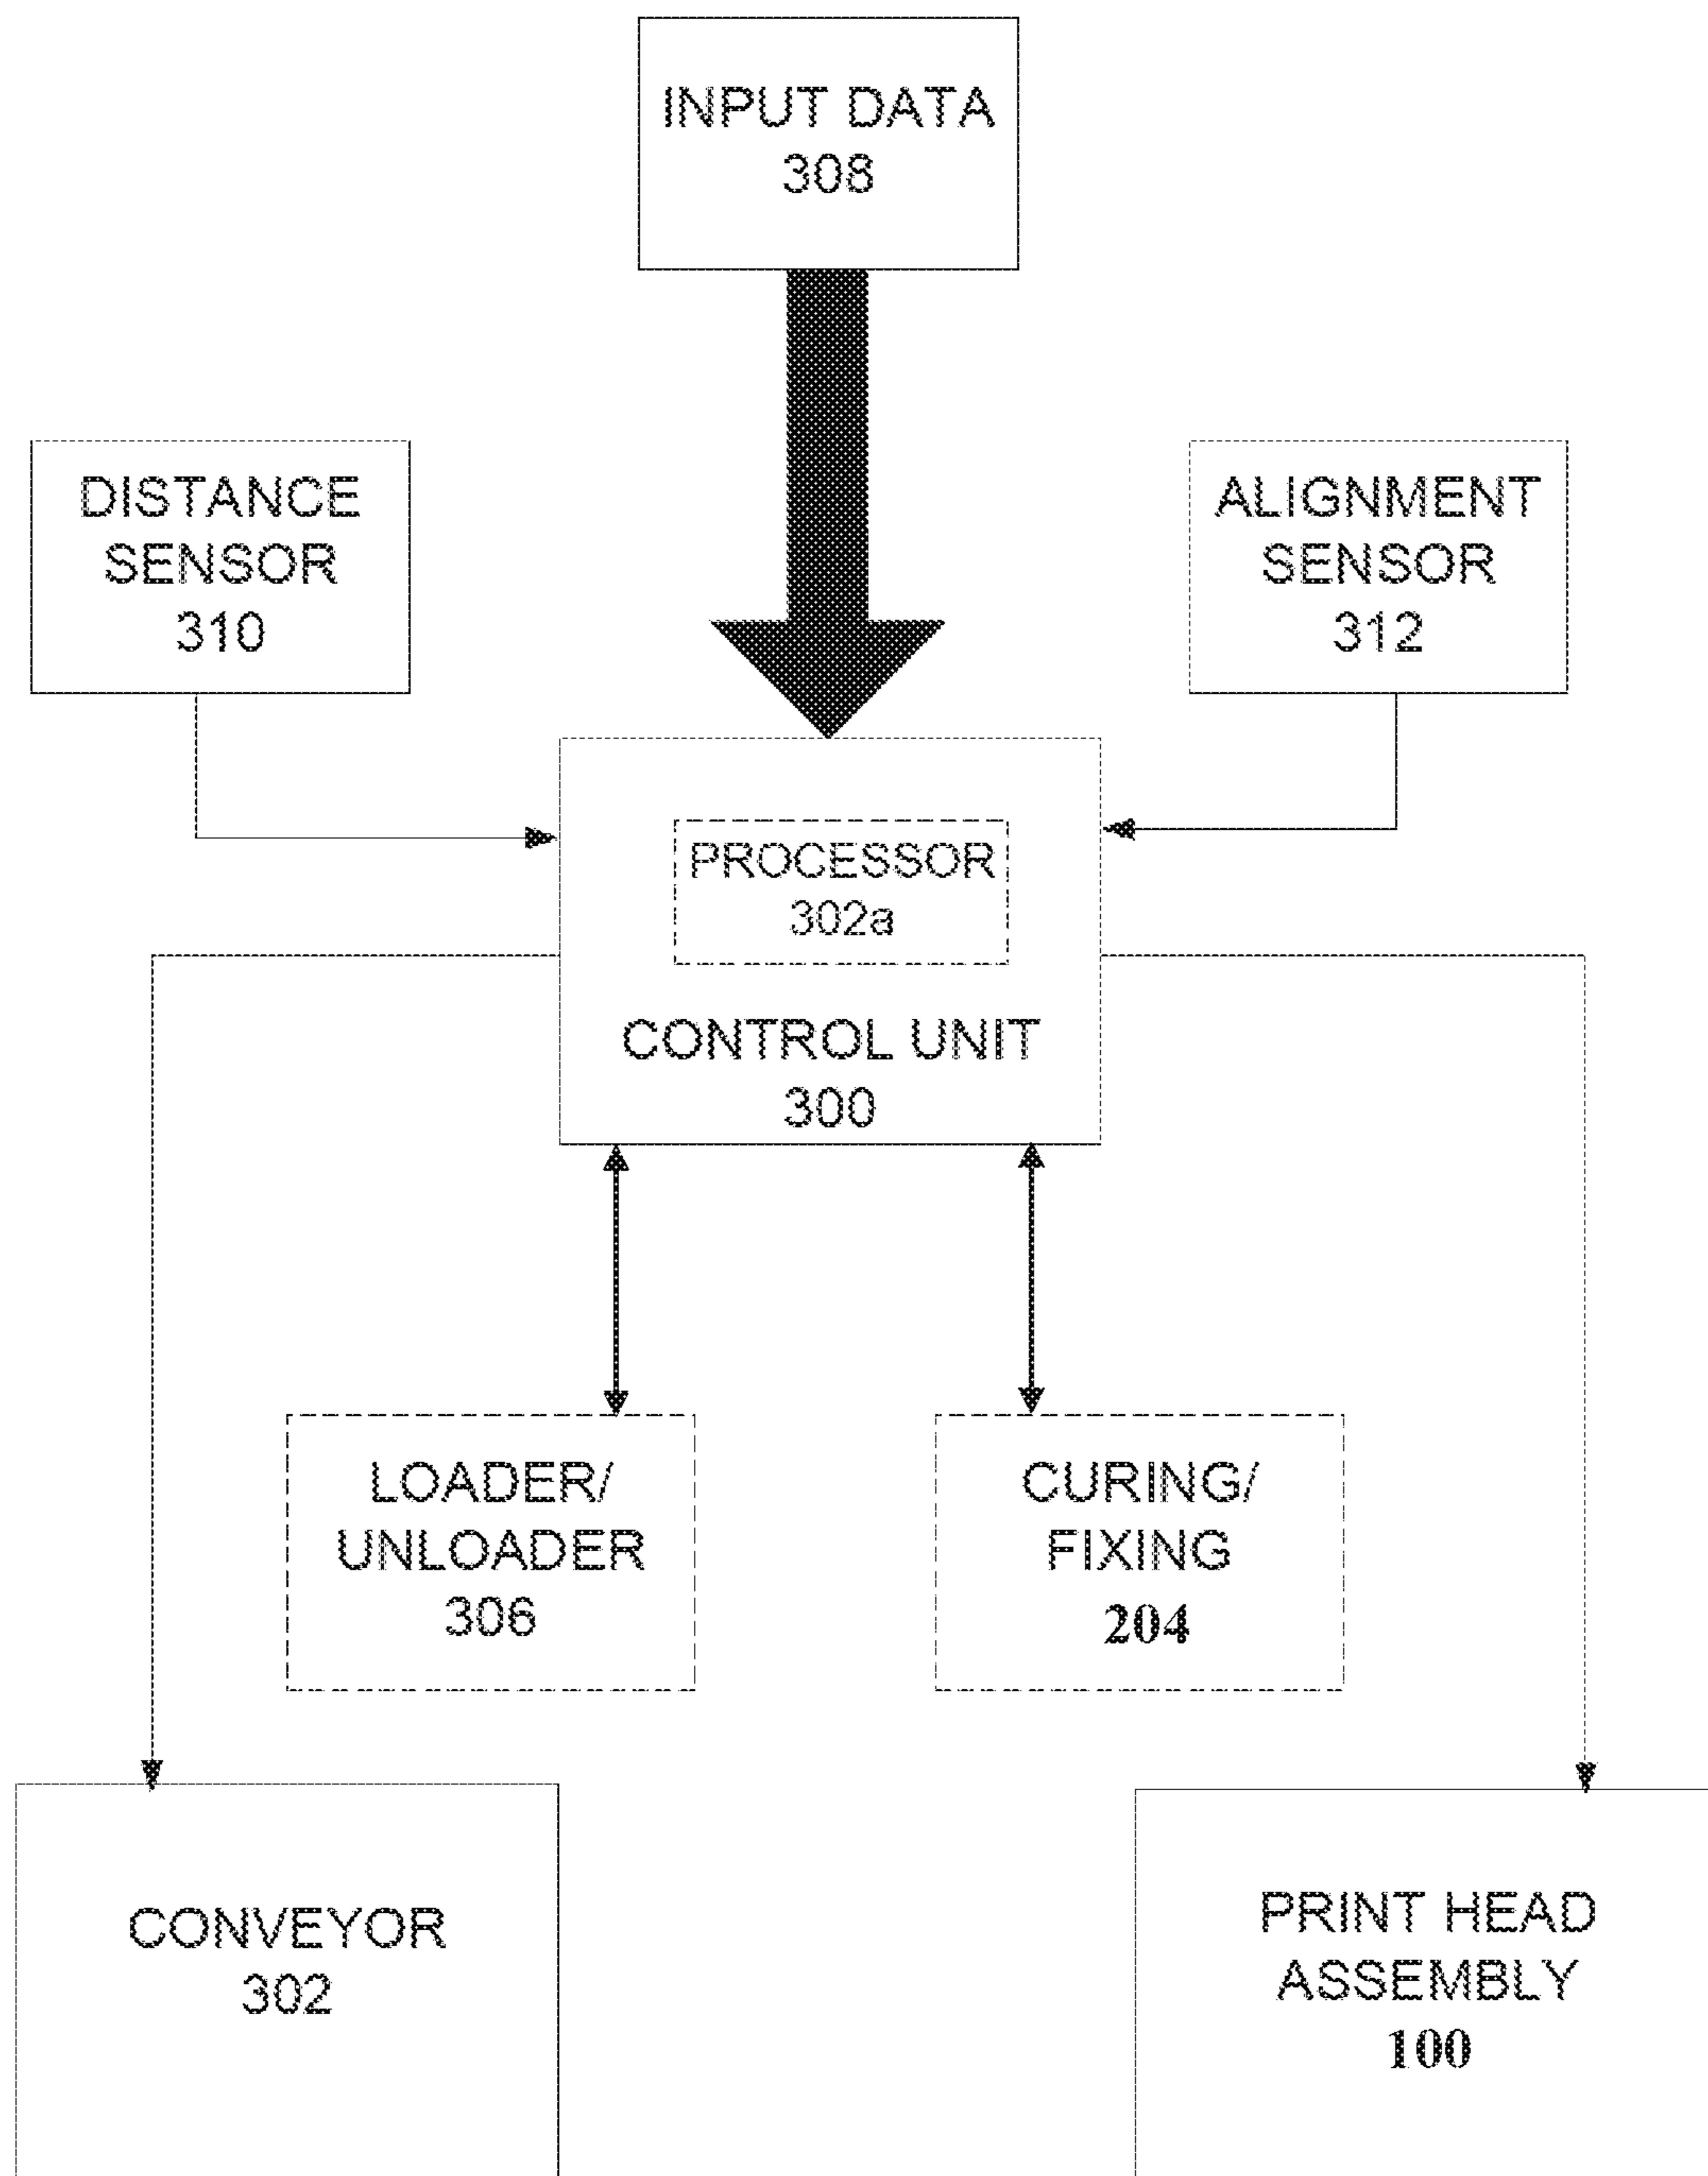 INPUT DATA
308
DISTANCE
SENSOR
310
ALIGNMENT
SENSOR
312
PROCESSOR
302a
CONTROL UNIT
300
LOADER/
UNLOADER
306
CURING/
FIXING
204
CONVEYOR
302
PRINT HEAD
ASSEMBLY
100